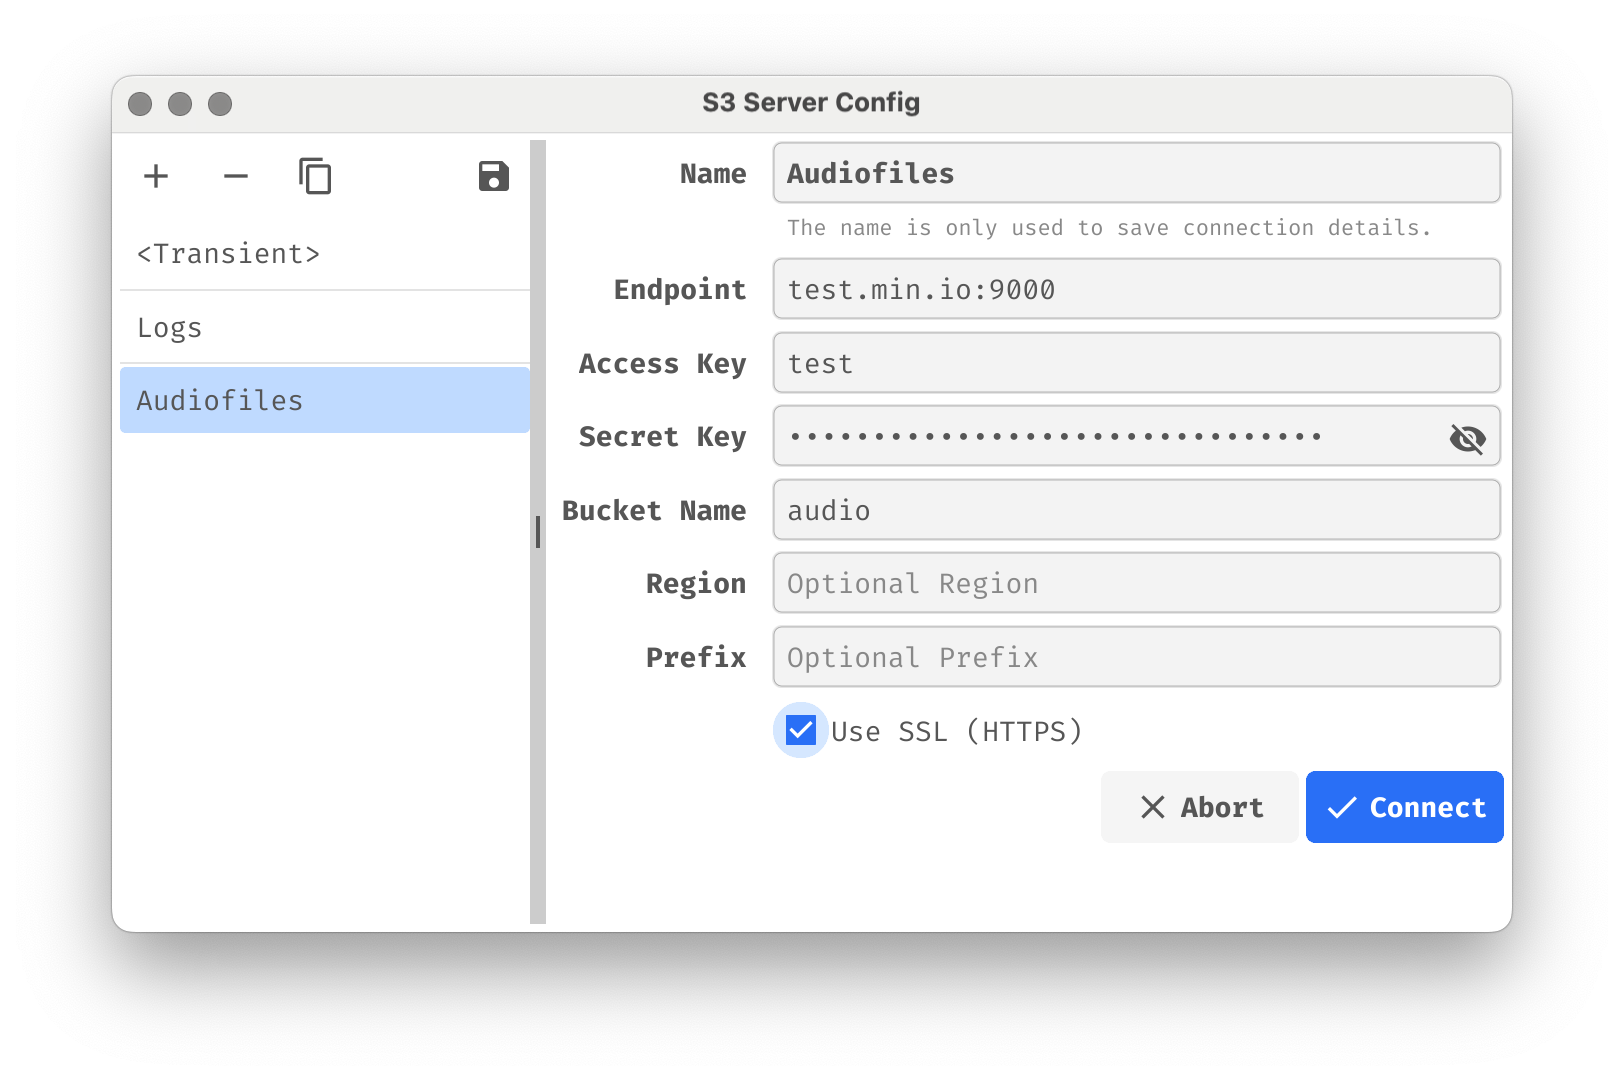 S3 Server Config
<Transient>
Logs
Audiofiles
Name
Audiofiles
The name is only used to save connection details.
Endpoint
test.min.io:9000
Access Key
test
Secret Key
••••••••••••••••••••••••••••••••
Bucket Name
audio
Region
Optional Region
Prefix
Optional Prefix
Use SSL (HTTPS)
Abort
Connect